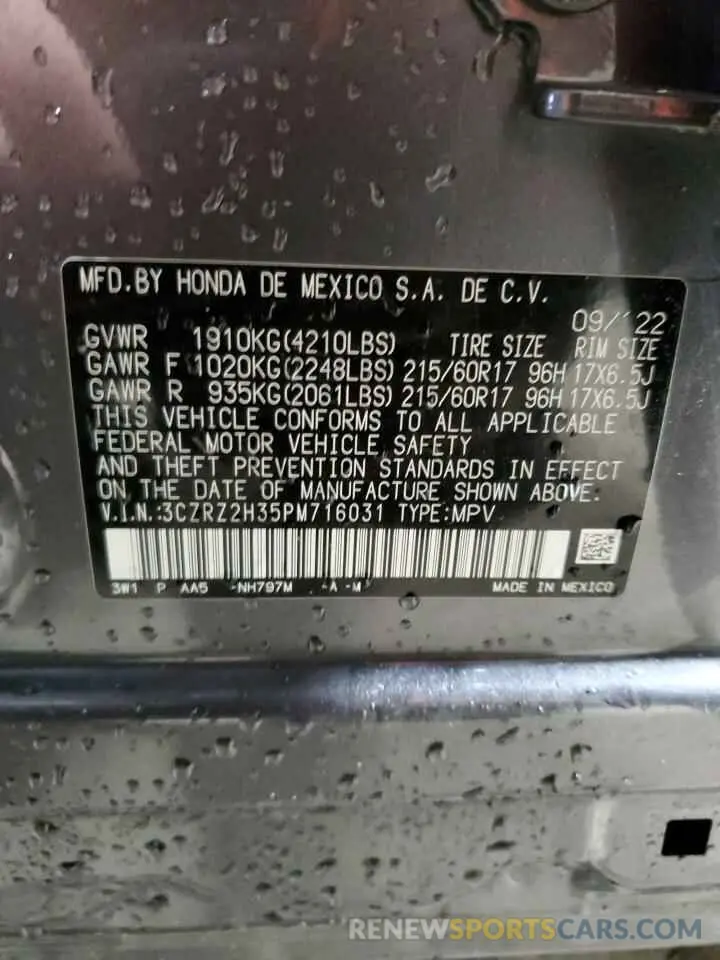 MFD.BY HONDA DE MEXICO S.A. DE C.V.
09/'22
GVWR 1910KG(4210LBS) TIRE SIZE RIM SIZE
GAWR F 1020KG(2248LBS) 215/60R17 96H 17X6.5J
GAWR R 935KG(2061LBS) 215/60R17 96H 17X6.5J
THIS VEHICLE CONFORMS TO ALL APPLICABLE
FEDERAL MOTOR VEHICLE SAFETY
AND THEFT PREVENTION STANDARDS IN EFFECT
ON THE DATE OF MANUFACTURE SHOWN ABOVE.
V.I.N.:3CZRZ2H35PM716031 TYPE:MPV
3W1 P AA5 -NH797M -A -M MADE IN MEXICO
RENEWSPORTSCARS.COM